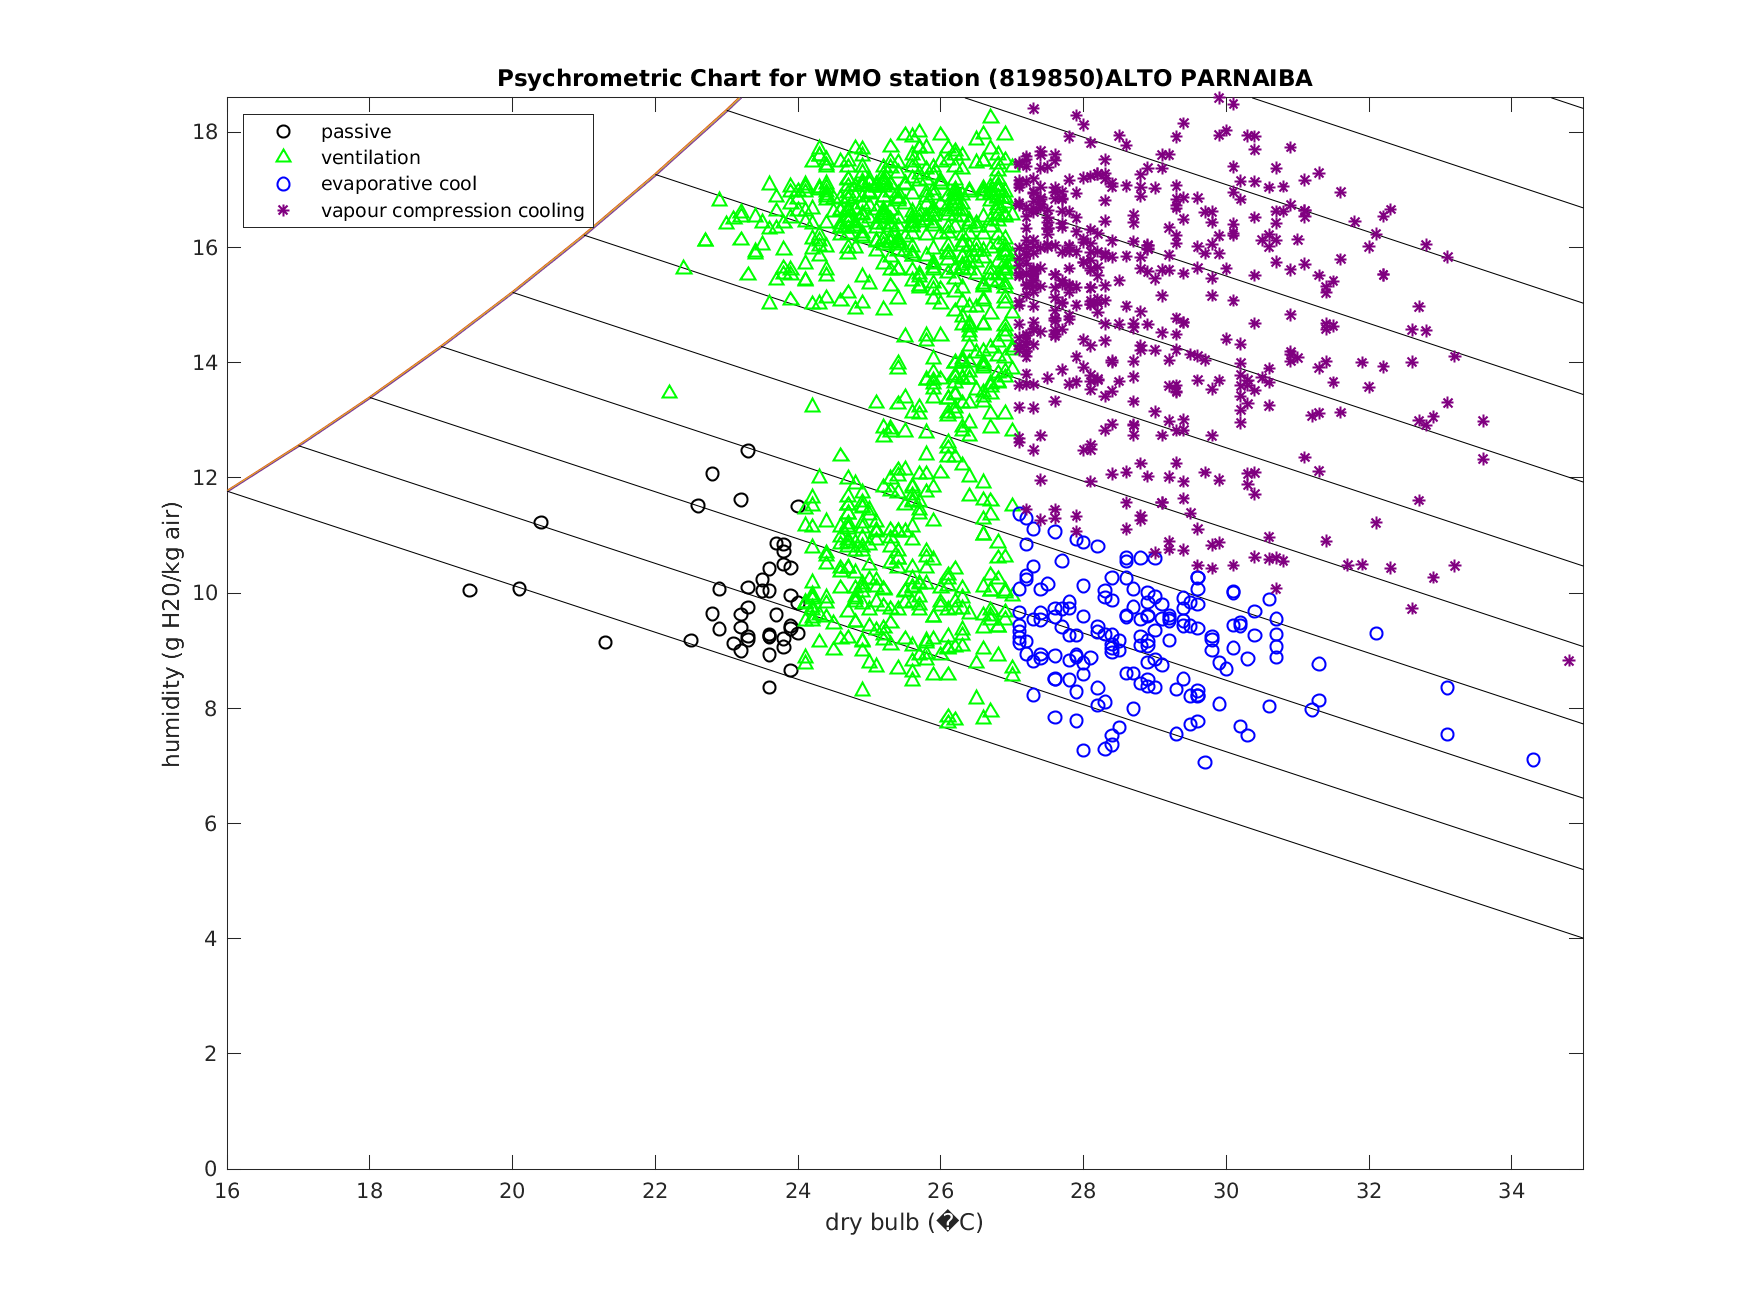 Psychrometric Chart for WMO station (819850)ALTO PARNAIBA
passive
ventilation
evaporative cool
vapour compression cooling
humidity (g H20/kg air)
18
16
14
12
10
8
6
4
2
0
16 18 20 22 24 26 28 30 32 34
dry bulb (�C)